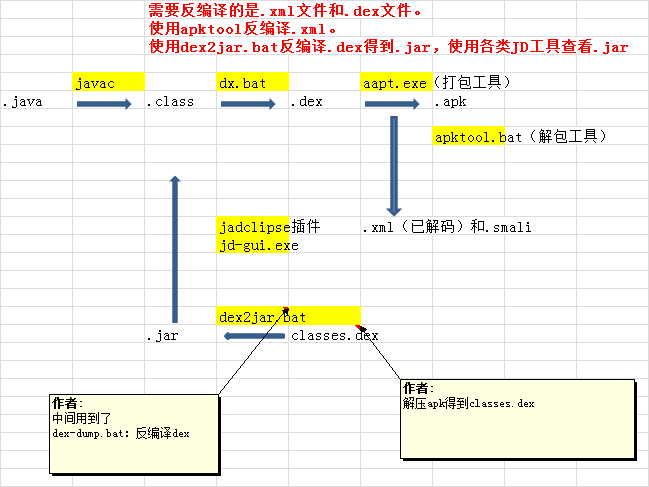 需要反编译的是.xml文件和.dex文件。
使用apktool反编译.xml。
使用dex2jar.bat反编译.dex得到.jar，使用各类JD工具查看.jar
javac
dx.bat
aapt.exe（打包工具）
.java
.class
.dex
.apk
apktool.bat（解包工具）
jadclipse插件
jd-gui.exe
.xml（已解码）和.smali
dex2jar.bat
.jar
classes.dex
作者:
中间用到了
dex-dump.bat: 反编译dex
作者:
解压apk得到classes.dex